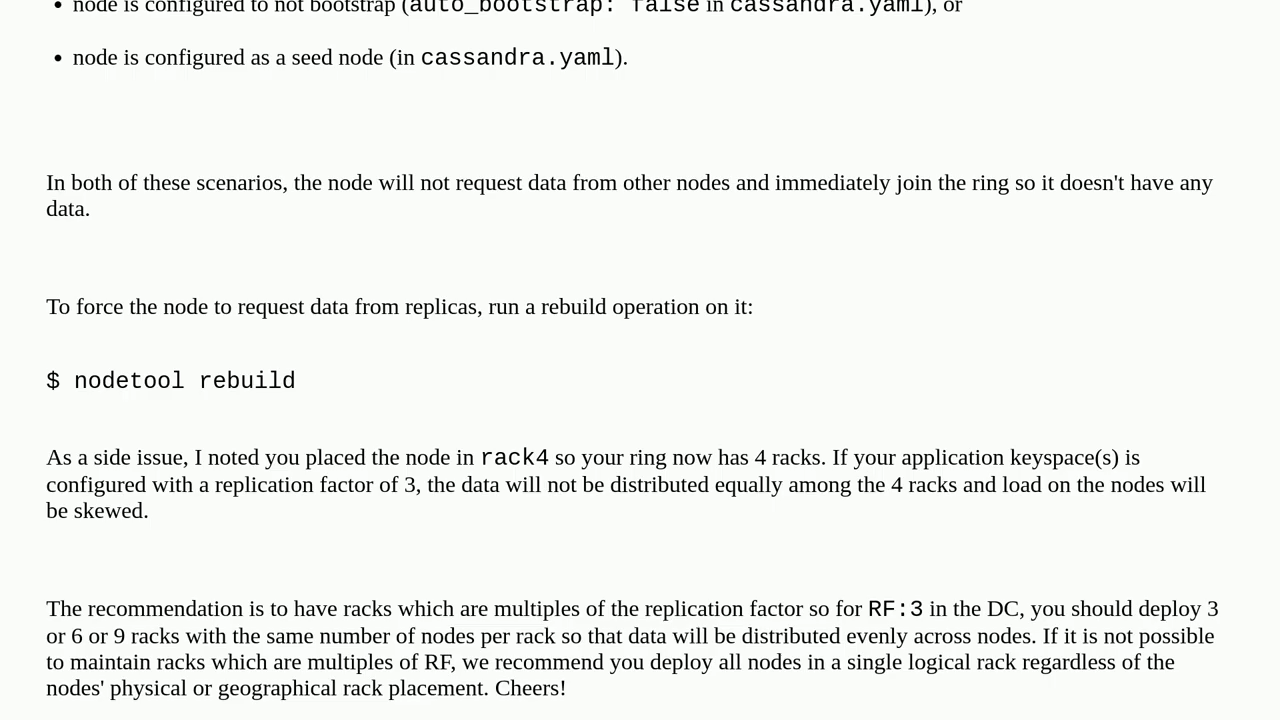 • node is configured to not bootstrap (auto_bootstrap: false in cassandra.yaml), or
• node is configured as a seed node (in cassandra.yaml).
In both of these scenarios, the node will not request data from other nodes and immediately join the ring so it doesn't have any
data.
To force the node to request data from replicas, run a rebuild operation on it:
$ nodetool rebuild
As a side issue, I noted you placed the node in rack4 so your ring now has 4 racks. If your application keyspace(s) is
configured with a replication factor of 3, the data will not be distributed equally among the 4 racks and load on the nodes will
be skewed.
The recommendation is to have racks which are multiples of the replication factor so for RF:3 in the DC, you should deploy 3
or 6 or 9 racks with the same number of nodes per rack so that data will be distributed evenly across nodes. If it is not possible
to maintain racks which are multiples of RF, we recommend you deploy all nodes in a single logical rack regardless of the
nodes' physical or geographical rack placement. Cheers!